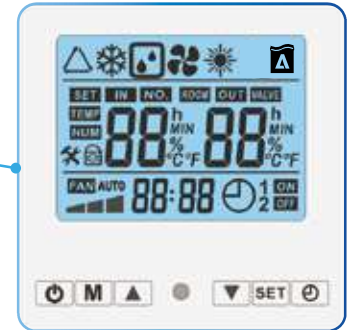 SET IN NO. ROOM OUT VALVE
TEMP 88 h MIN 88 h MIN
NUM % °C °F % °C °F
FAN AUTO 88:88 1 ON
2 OFF
M SET